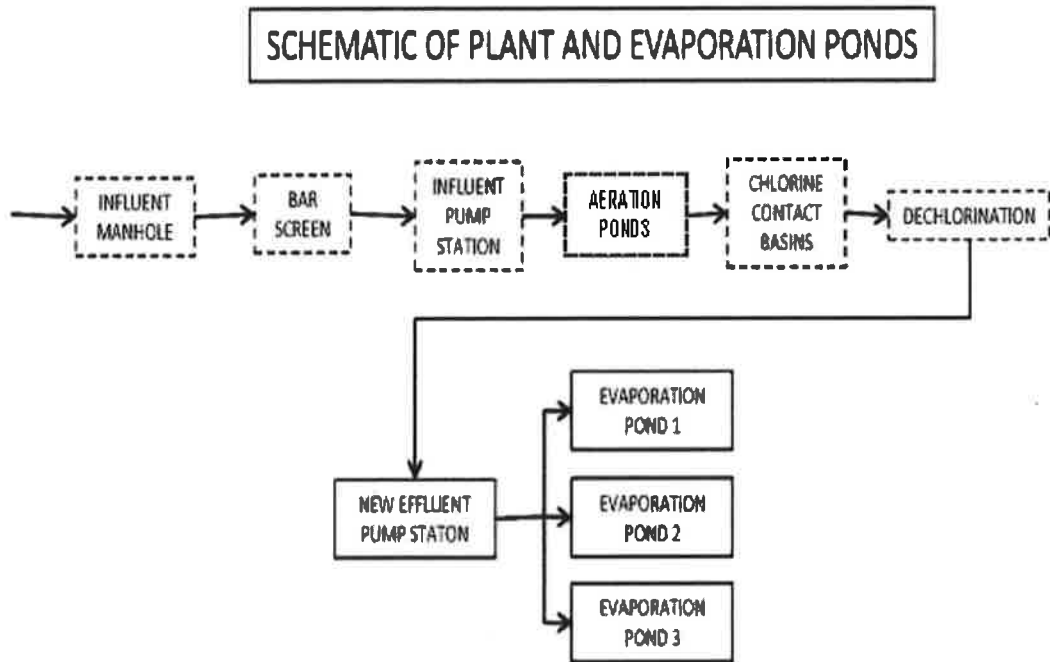 SCHEMATIC OF PLANT AND EVAPORATION PONDS
INFLUENT
MANHOLE
BAR
SCREEN
INFLUENT
PUMP
STATION
AERATION
PONDS
CHLORINE
CONTACT
BASINS
DECHLORINATION
EVAPORATION
POND 1
NEW EFFLUENT
PUMP STATON
EVAPORATION
POND 2
EVAPORATION
POND 3